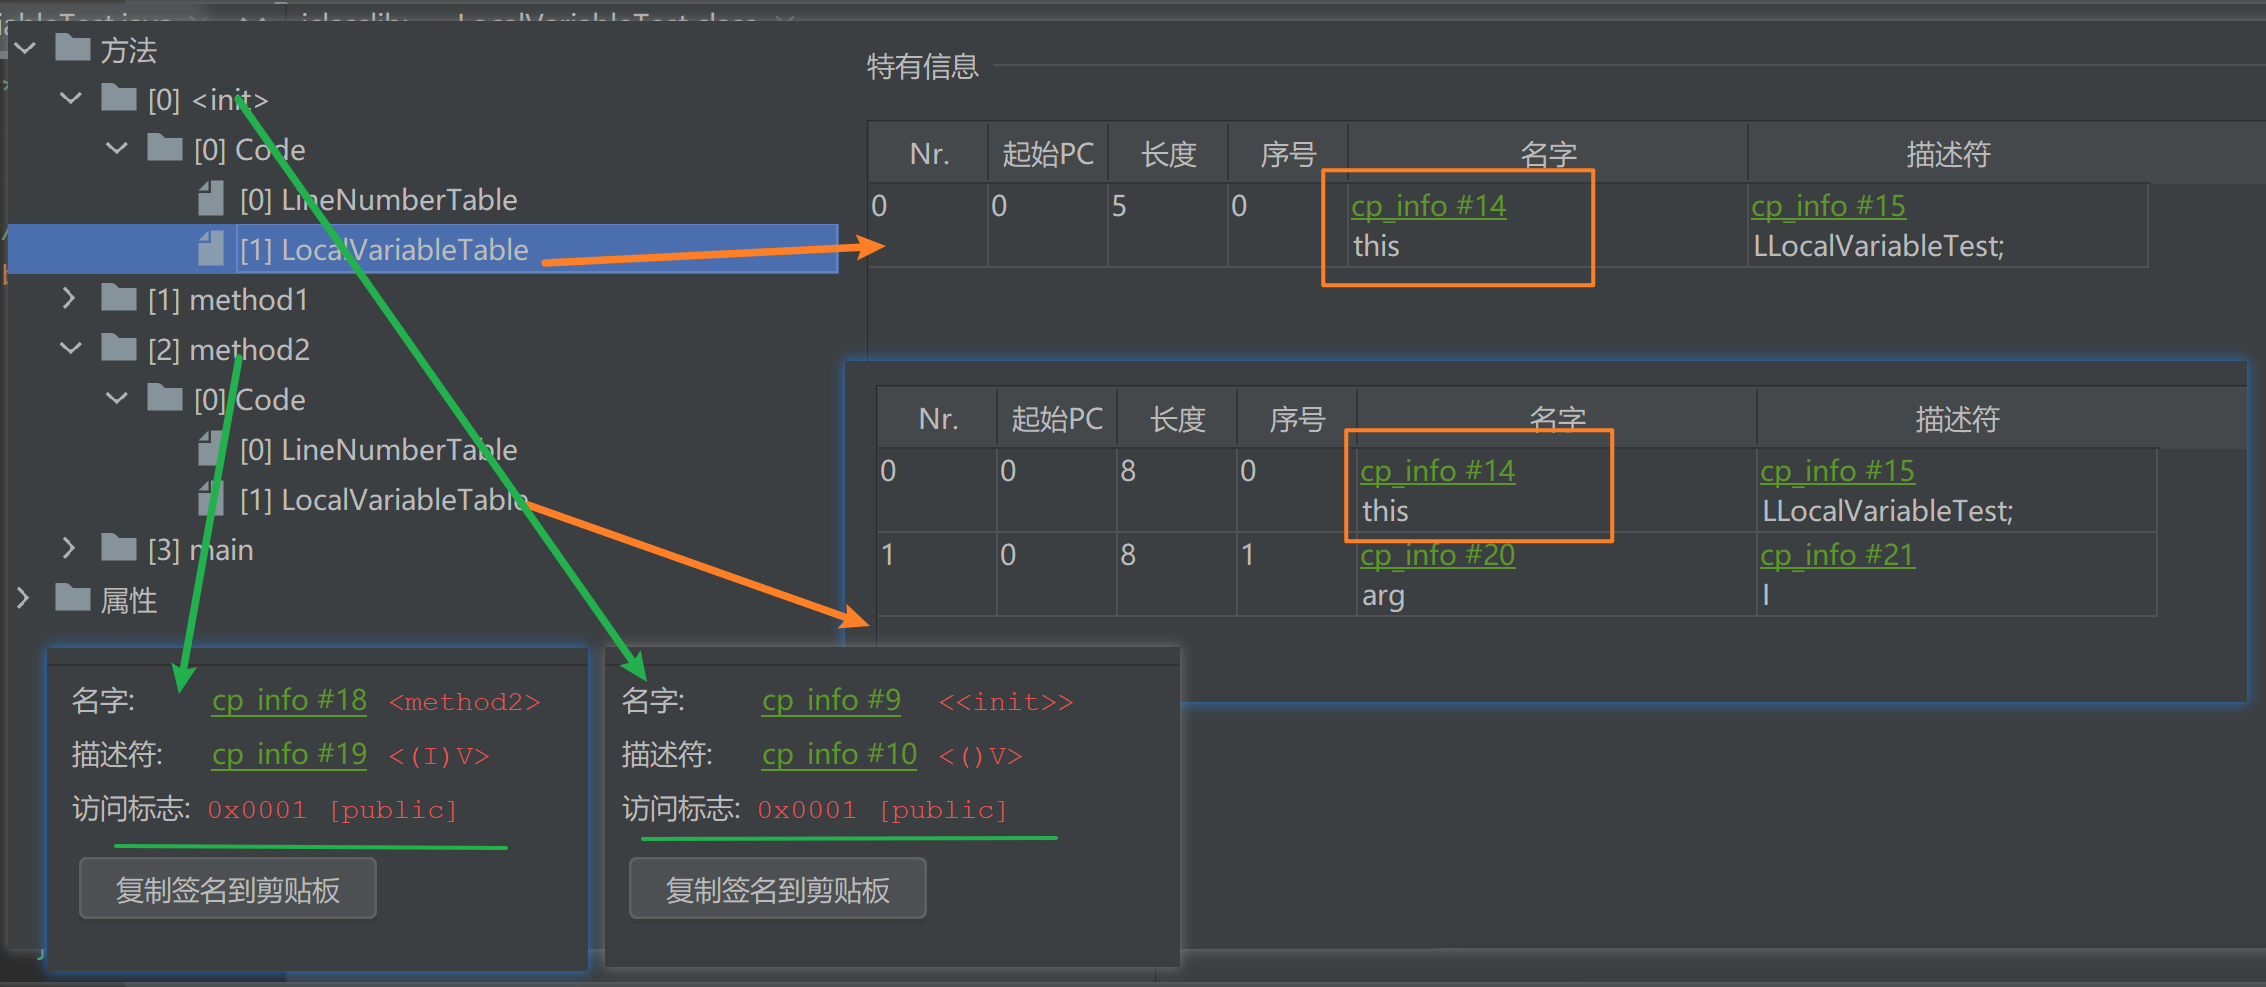 jclasslib:
LocalVariableTest.class
方法
[0] <init>
[0] Code
[0] LineNumberTable
[1] LocalVariableTable
[1] method1
[2] method2
[0] Code
[0] LineNumberTable
[1] LocalVariableTable
[3] main
属性
特有信息
Nr. 起始PC 长度 序号 名字 描述符
0 0 5 0 cp_info #14 cp_info #15
this LLocalVariableTest;
Nr. 起始PC 长度 序号 名字 描述符
0 0 8 0 cp_info #14 cp_info #15
this LLocalVariableTest;
1 0 8 1 cp_info #20 cp_info #21
arg I
名字: cp_info #18 <method2>
描述符: cp_info #19 <(I)V>
访问标志: 0x0001 [public]
复制签名到剪贴板
名字: cp_info #9 <<init>>
描述符: cp_info #10 <()V>
访问标志: 0x0001 [public]
复制签名到剪贴板